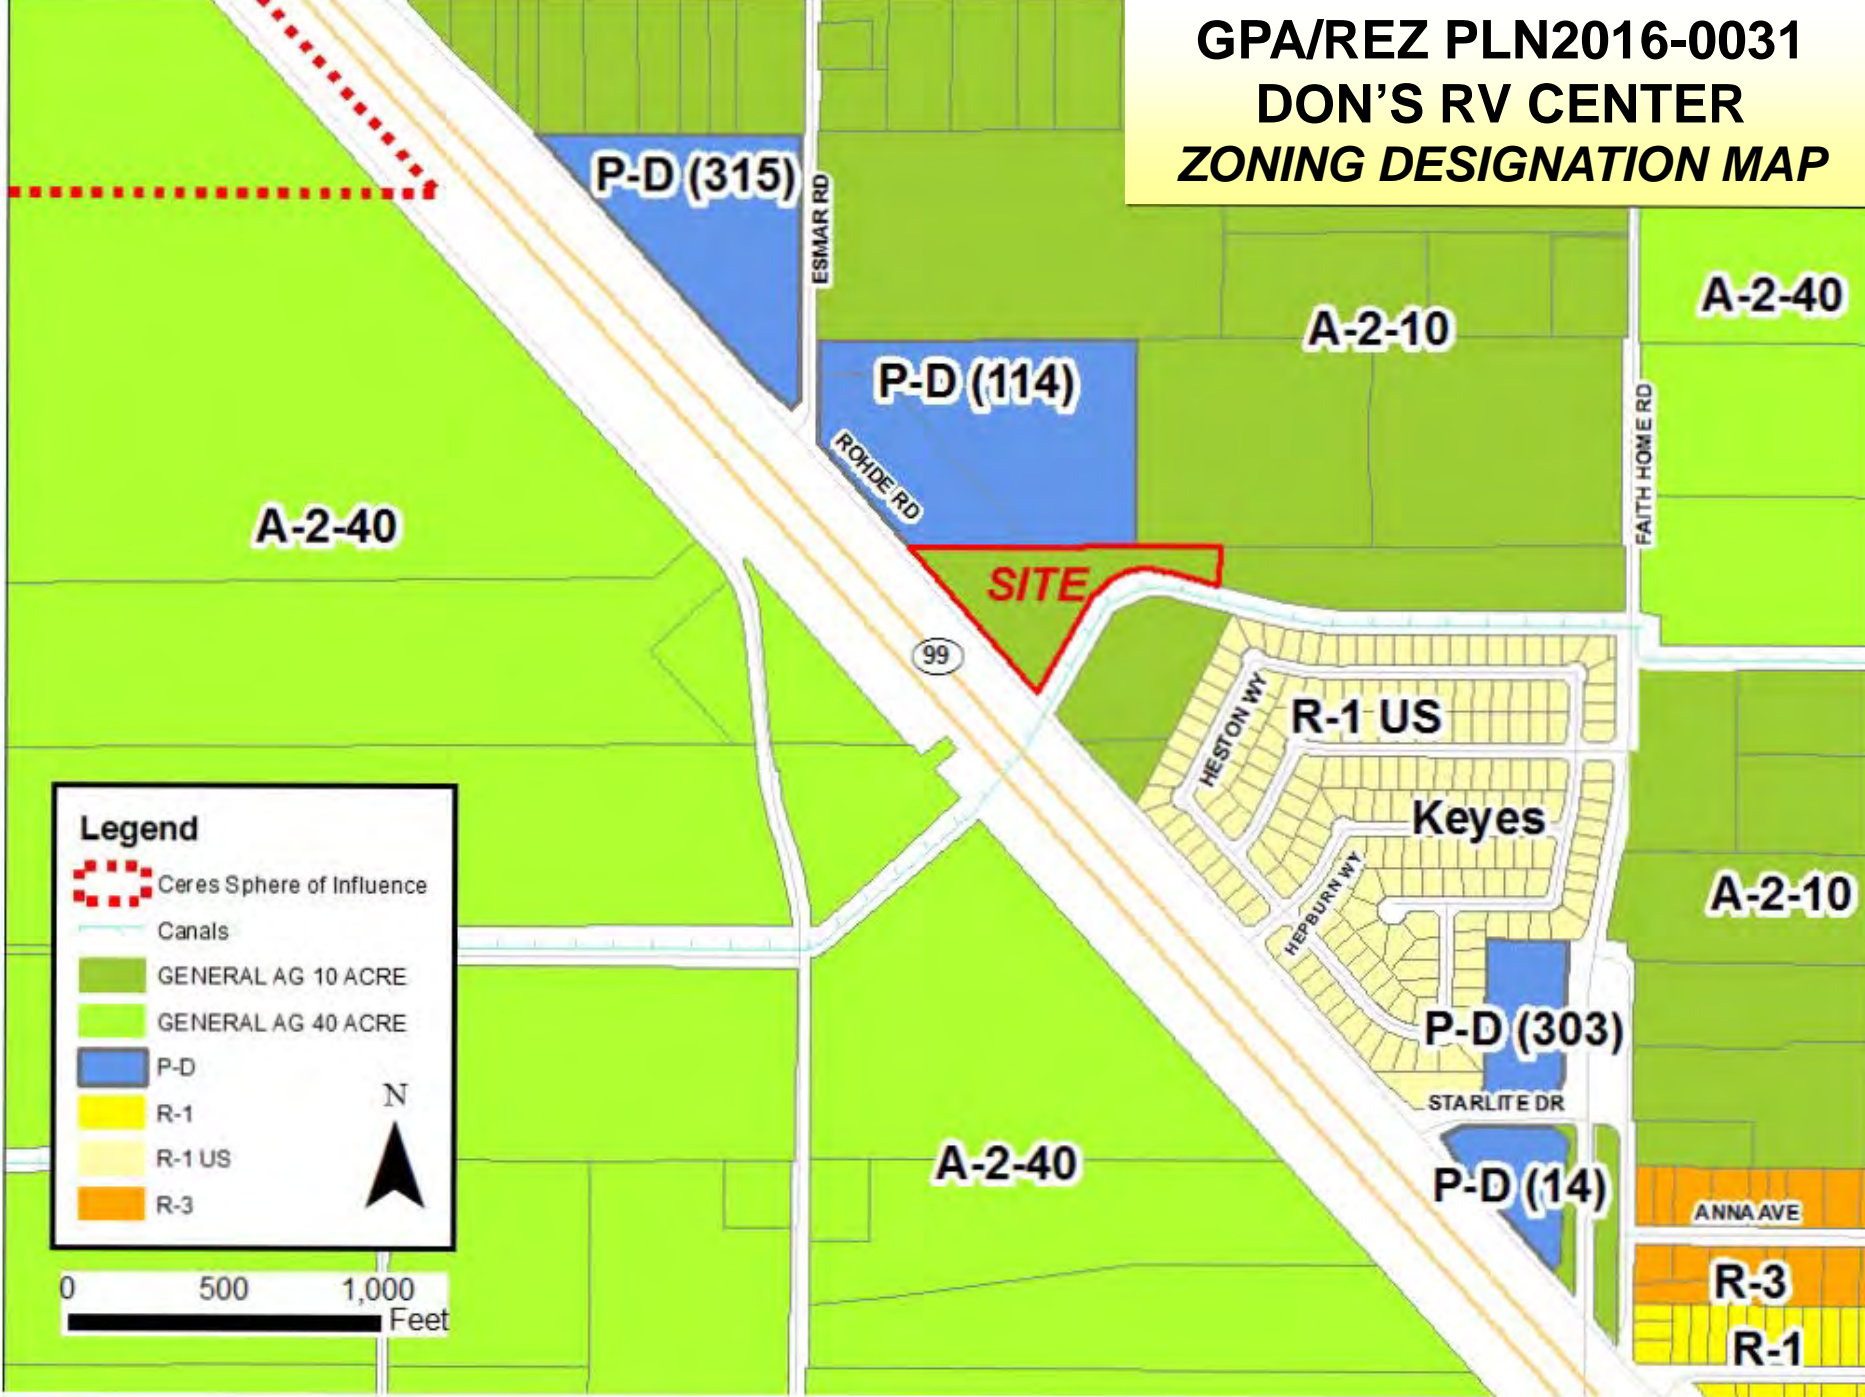 GPA/REZ PLN2016-0031
DON'S RV CENTER
ZONING DESIGNATION MAP
P-D (315)
ESMAR RD
A-2-40
A-2-10
P-D (114)
ROHDE RD
FAITH HOME RD
A-2-40
SITE
99
HESTON WY
R-1 US
Keyes
HEPBURN WY
A-2-10
P-D (303)
STARLITE DR
A-2-40
P-D (14)
ANNA AVE
R-3
R-1
Legend
Ceres Sphere of Influence
Canals
GENERAL AG 10 ACRE
GENERAL AG 40 ACRE
P-D
R-1
R-1 US
R-3
N
0 500 1,000
Feet